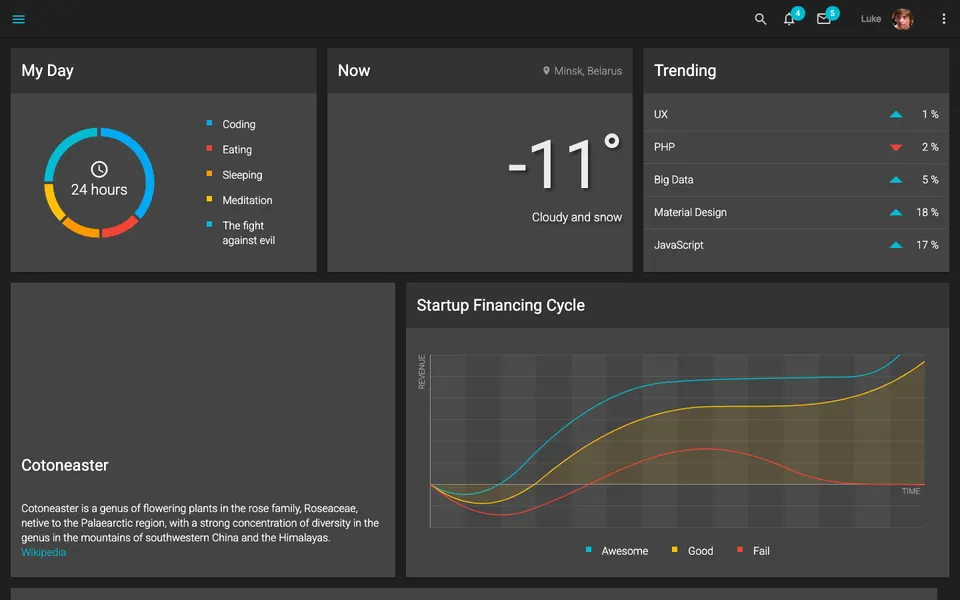 4
5
Luke
My Day
24 hours
Coding
Eating
Sleeping
Meditation
The fight
against evil
Now
Minsk, Belarus
-11°
Cloudy and snow
Trending
UX
1 %
PHP
2 %
Big Data
5 %
Material Design
18 %
JavaScript
17 %
Cotoneaster
Cotoneaster is a genus of flowering plants in the rose family, Roseaceae,
netive to the Palaearctic region, with a strong concentration of diversity in the
genus in the mountains of southwestern China and the Himalayas.
Wikipedia
Startup Financing Cycle
REVENUE
TIME
Awesome
Good
Fail